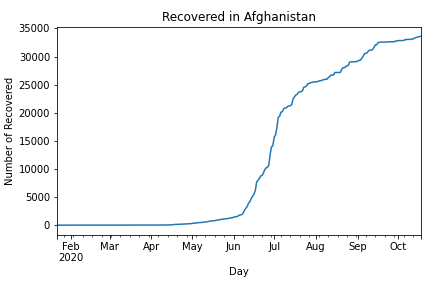 Recovered in Afghanistan
35000
30000
25000
20000
15000
10000
5000
0
Number of Recovered
Feb Mar Apr May Jun Jul Aug Sep Oct
2020
Day